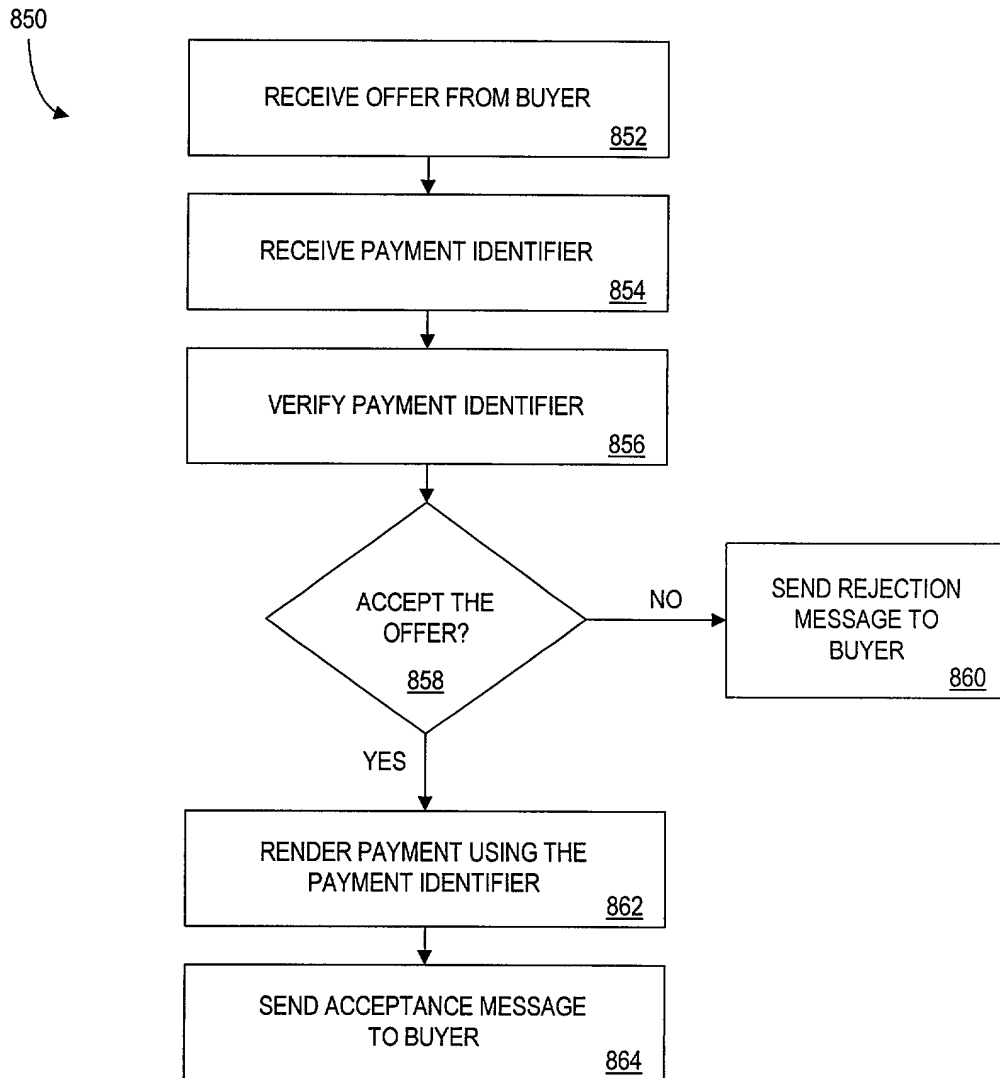 850
RECEIVE OFFER FROM BUYER
852
RECEIVE PAYMENT IDENTIFIER
854
VERIFY PAYMENT IDENTIFIER
856
ACCEPT THE
OFFER?
858
NO
SEND REJECTION
MESSAGE TO
BUYER
860
YES
RENDER PAYMENT USING THE
PAYMENT IDENTIFIER
862
SEND ACCEPTANCE MESSAGE
TO BUYER
864